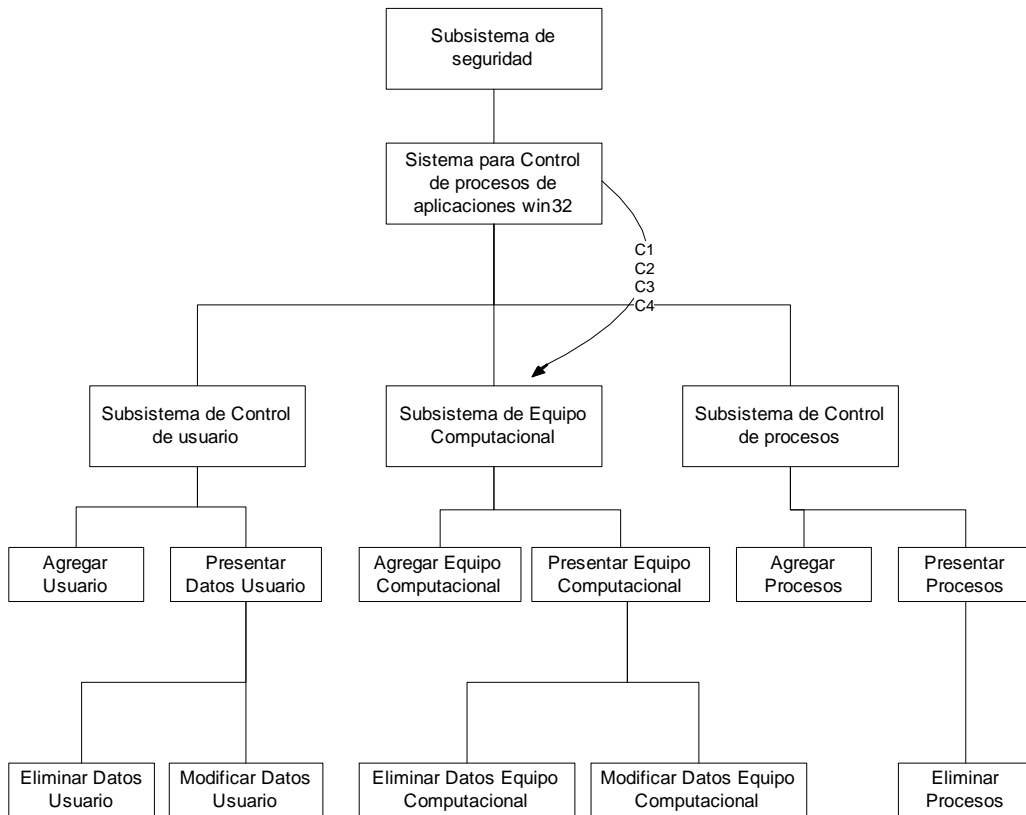 Subsistema de
seguridad
Sistema para Control
de procesos de
aplicaciones win32
C1
C2
C3
C4
Subsistema de Control
de usuario
Subsistema de Equipo
Computacional
Subsistema de Control
de procesos
Agregar
Usuario
Presentar
Datos Usuario
Agregar Equipo
Computacional
Presentar Equipo
Computacional
Agregar
Procesos
Presentar
Procesos
Eliminar Datos
Usuario
Modificar Datos
Usuario
Eliminar Datos Equipo
Computacional
Modificar Datos Equipo
Computacional
Eliminar
Procesos